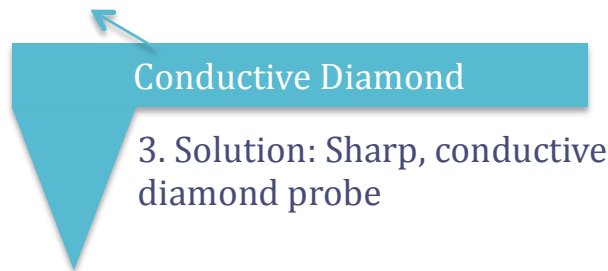 Conductive Diamond
3. Solution: Sharp, conductive
diamond probe